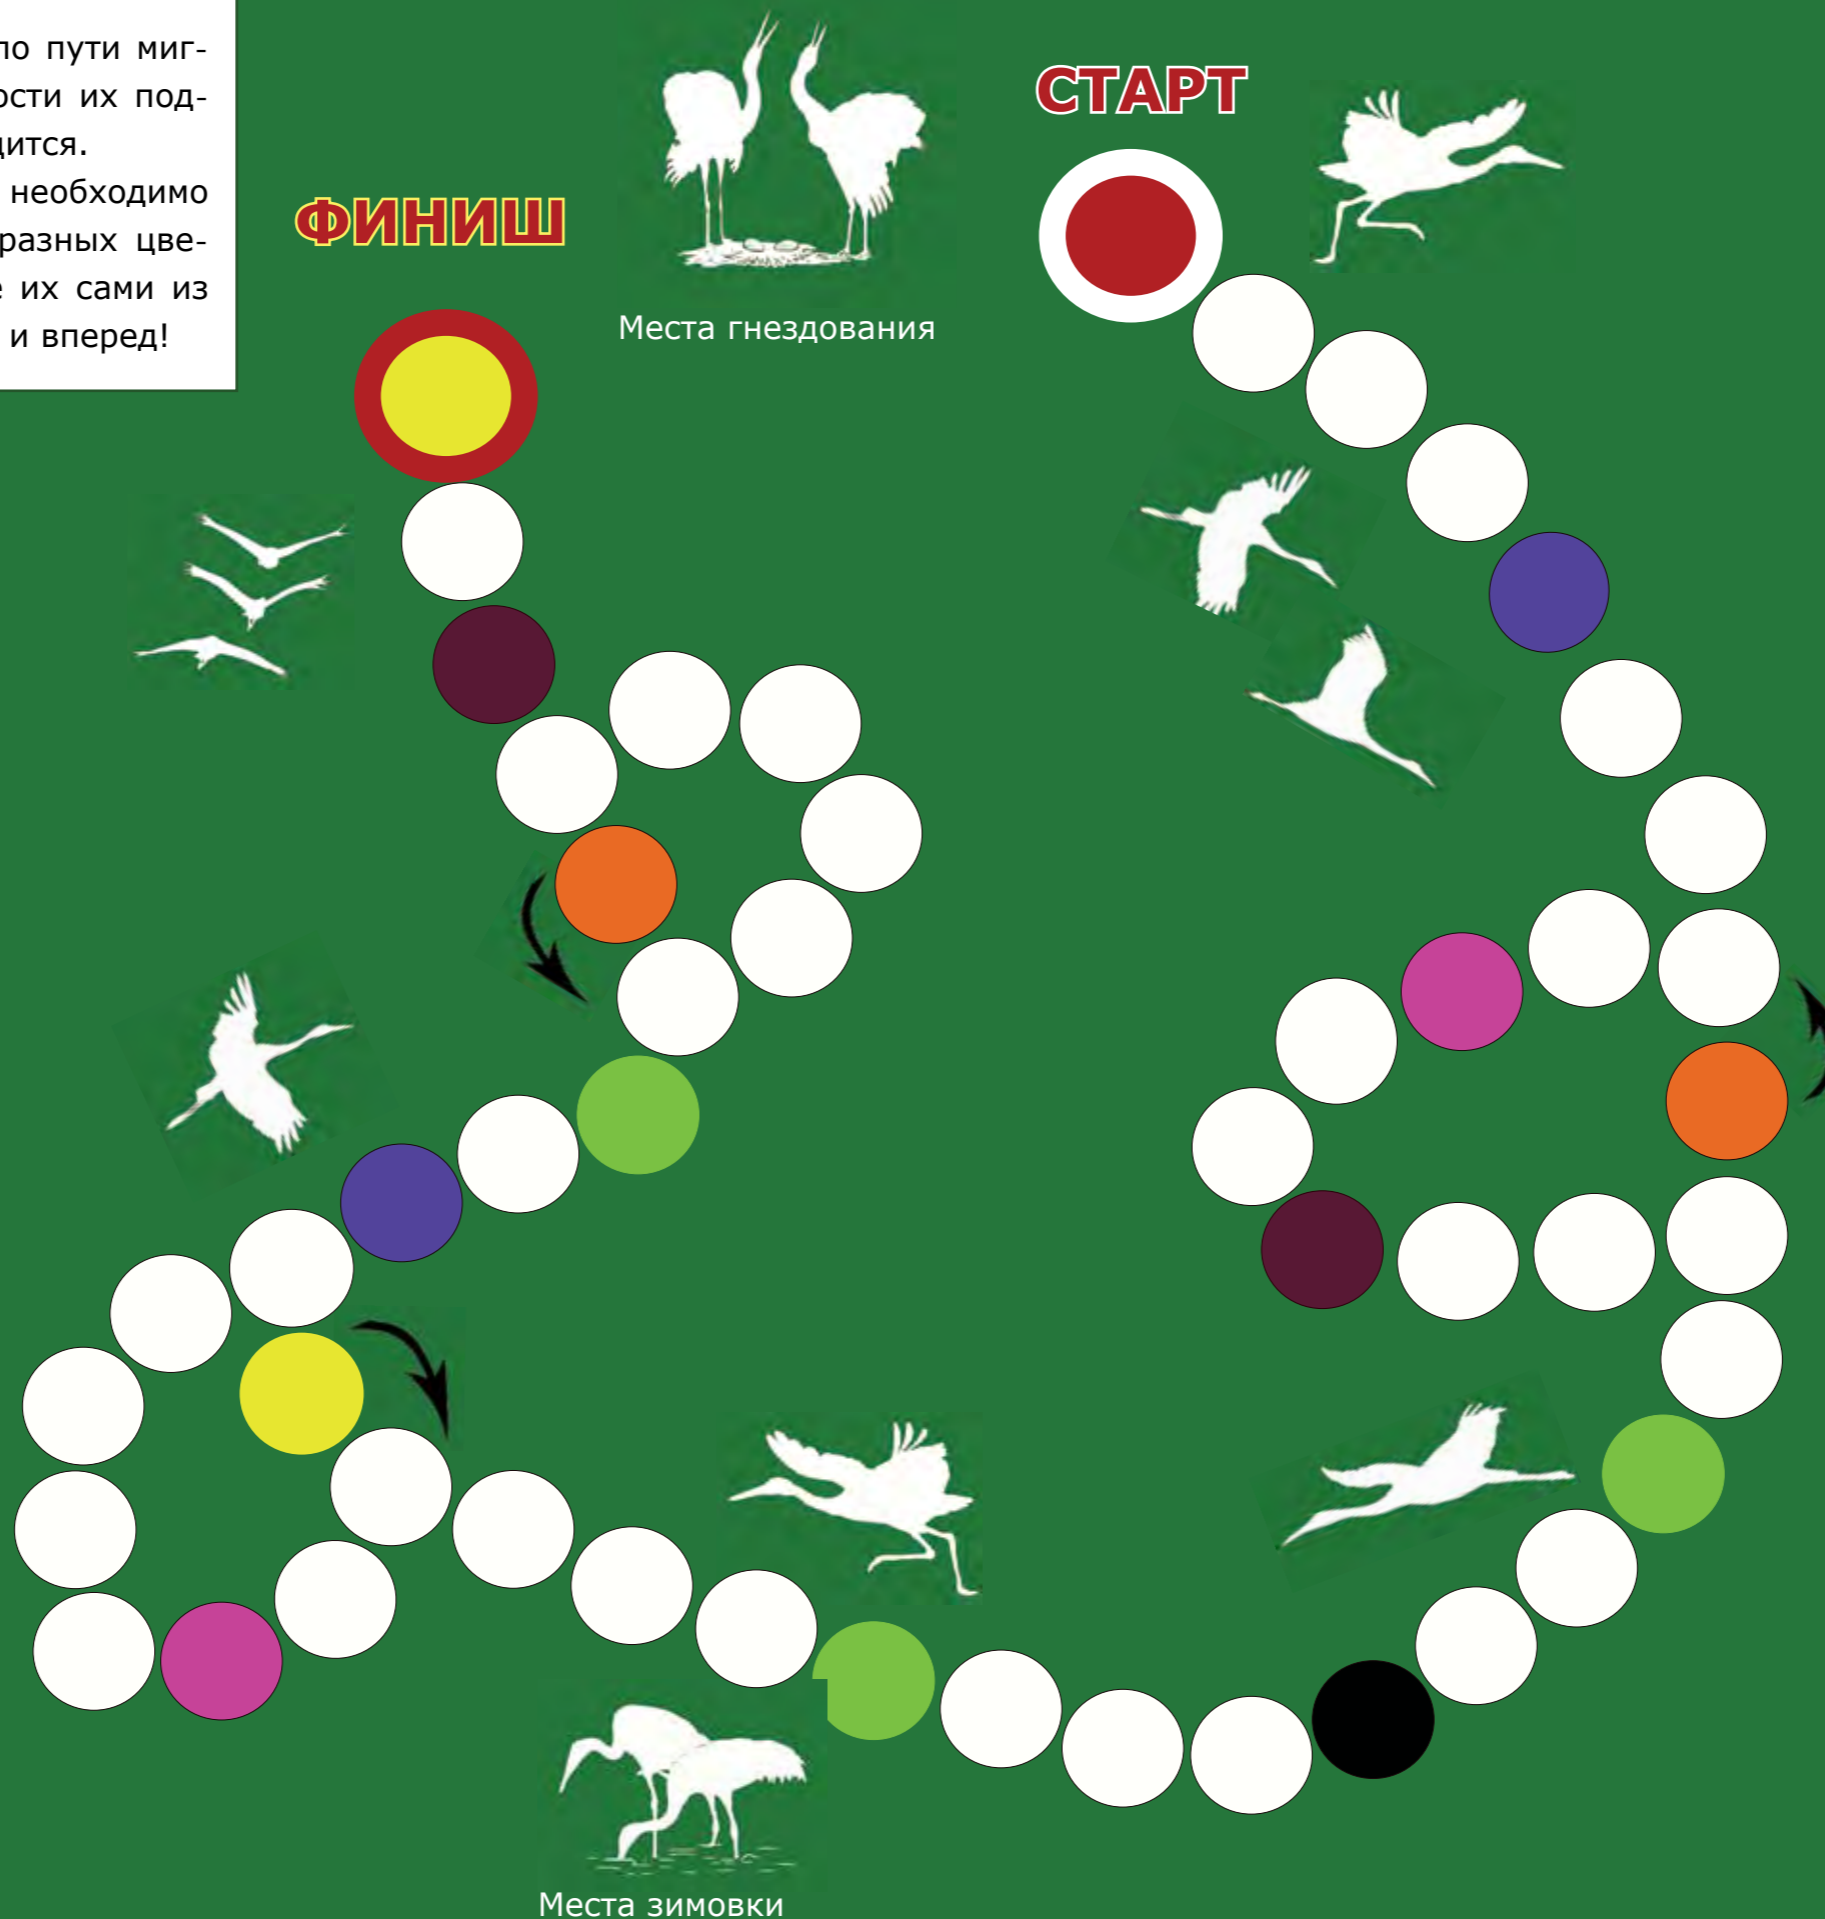 по пути миг-
ости их под-
дится.
необходимо
разных цве-
е их сами из
и вперед!
СТАРТ
ФИНИШ
Места гнездования
Места зимовки